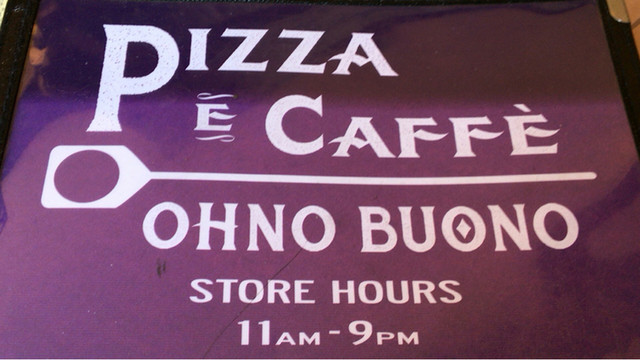 PIZZA
E CAFFÈ
OHNO BUONO
STORE HOURS
11AM-9PM